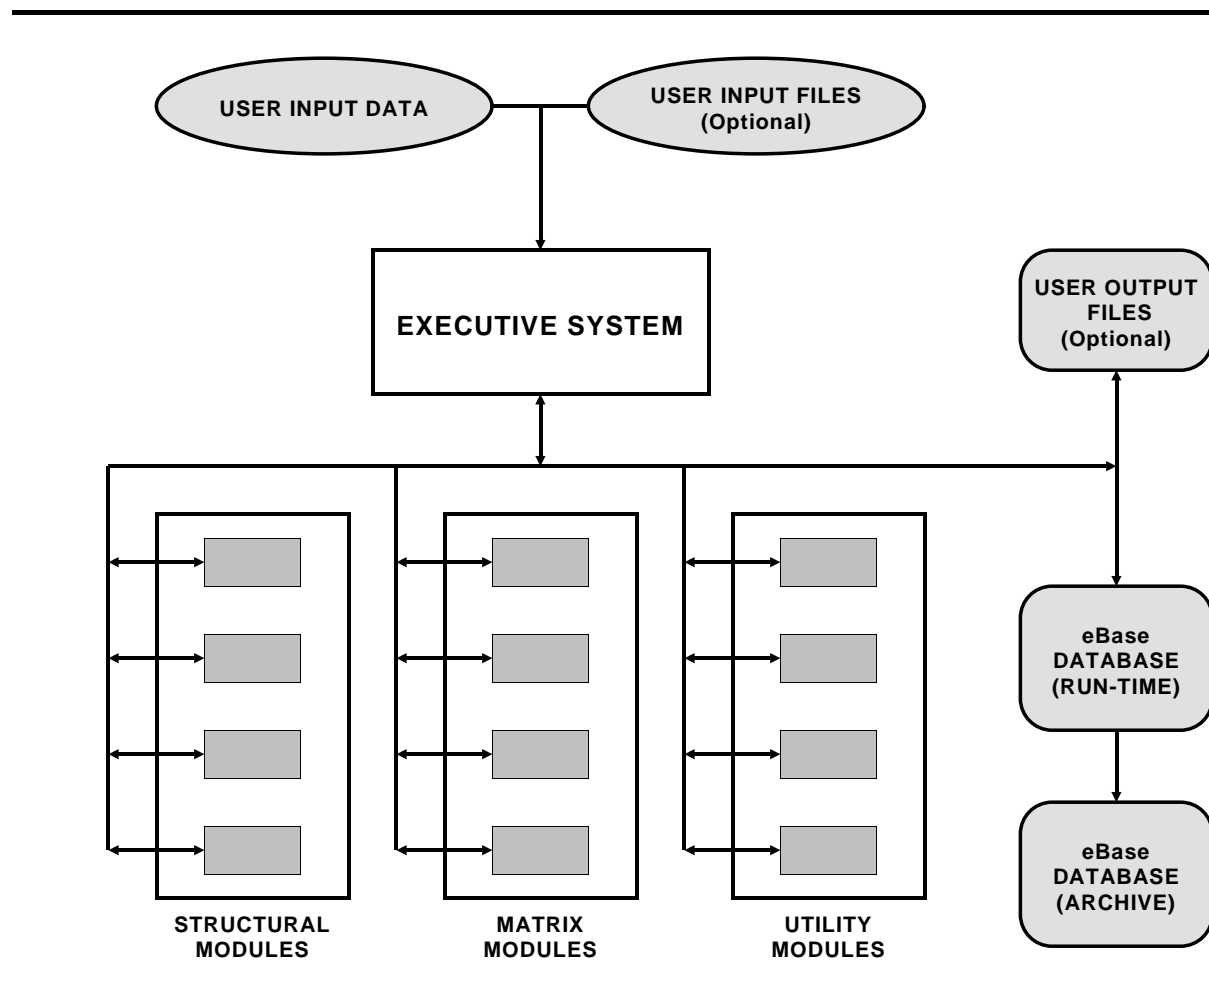 USER INPUT DATA
USER INPUT FILES
(Optional)
EXECUTIVE SYSTEM
USER OUTPUT
FILES
(Optional)
eBase
DATABASE
(RUN-TIME)
eBase
DATABASE
(ARCHIVE)
STRUCTURAL
MODULES
MATRIX
MODULES
UTILITY
MODULES